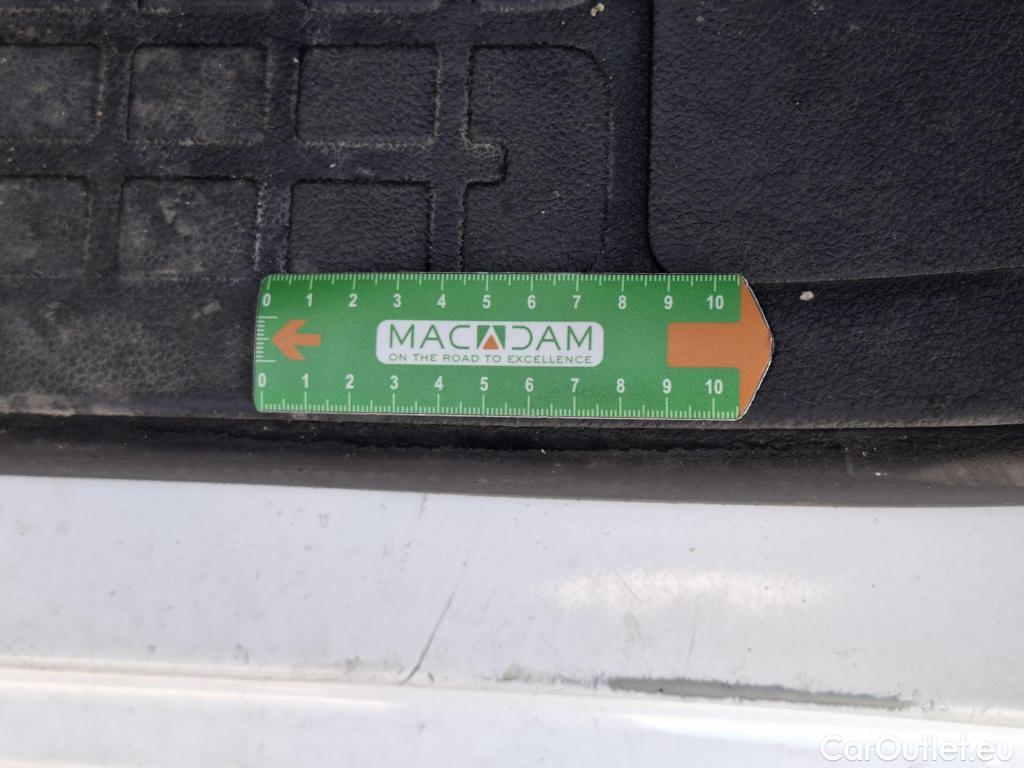 0 1 2 3 4 5 6 7 8 9 10
MACADAM
ON THE ROAD TO EXCELLENCE
0 1 2 3 4 5 6 7 8 9 10
CarOutlet.eu